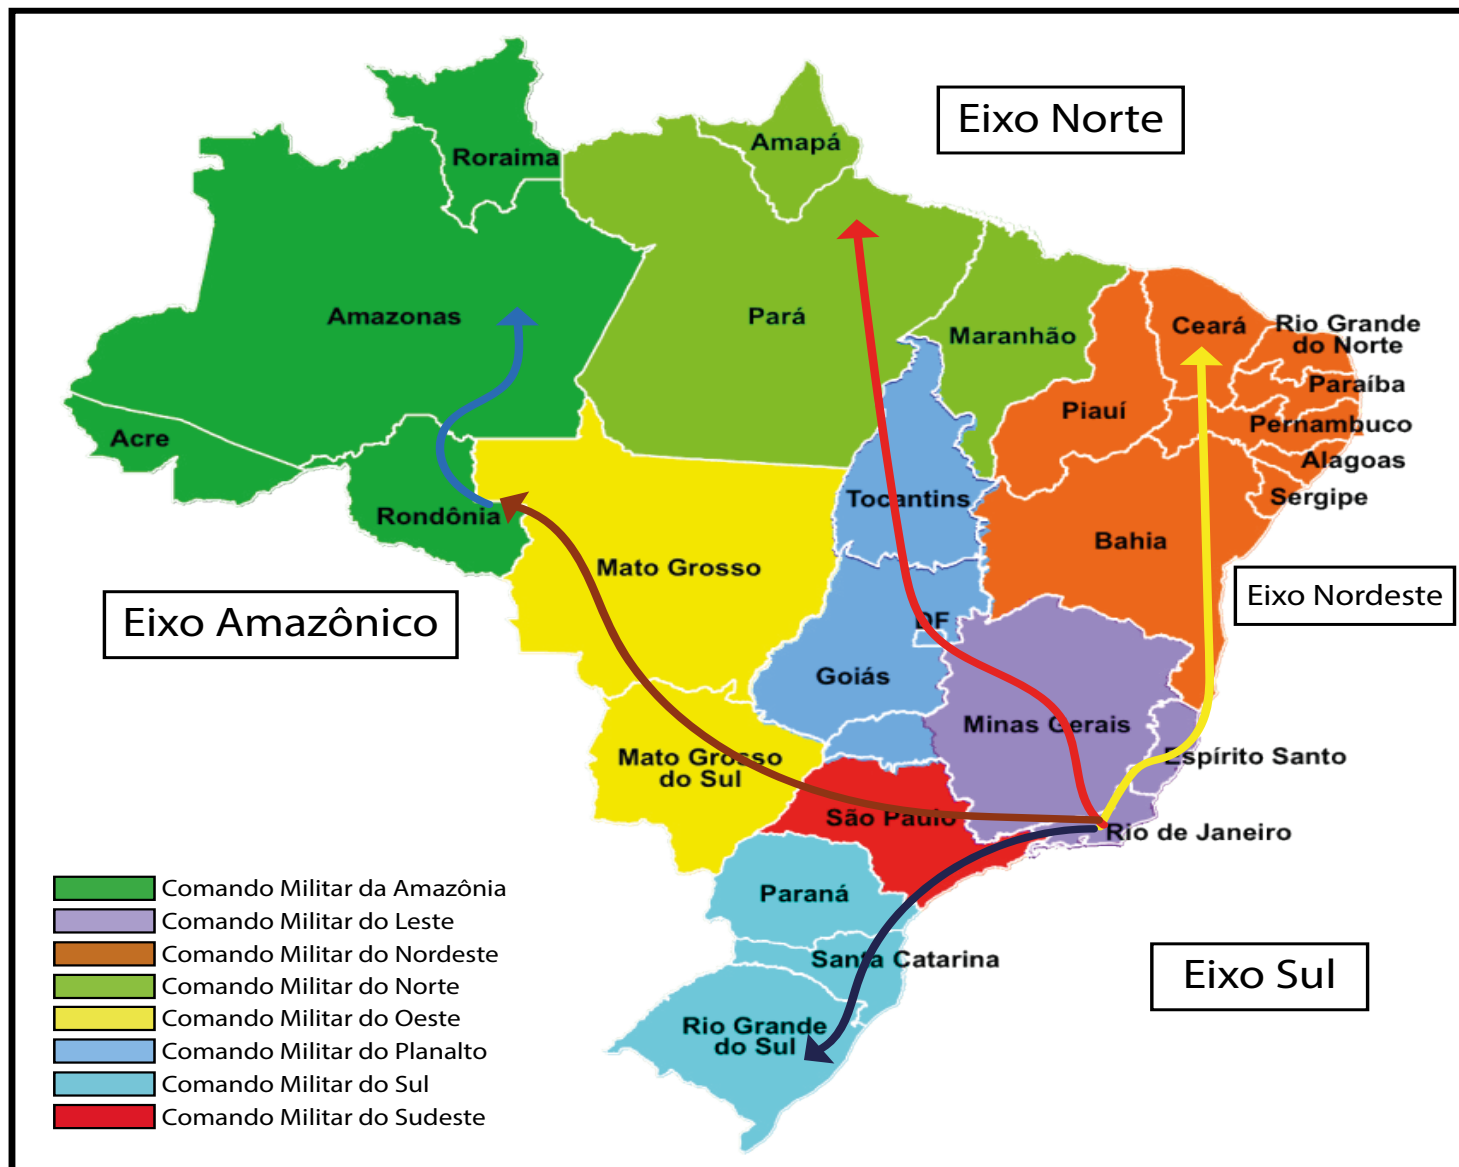 Eixo Norte
Amapá
Roraima
Amazonas
Pará
Maranhão
Ceará
Rio Grande
do Norte
Paraíba
Piauí
Pernambuco
Acre
Alagoas
Sergipe
Tocantins
Rondônia
Bahia
Mato Grosso
Eixo Nordeste
Eixo Amazônico
DF
Goiás
Minas Gerais
Mato Grosso
do Sul
Espírito Santo
São Paulo
Rio de Janeiro
Paraná
Santa Catarina
Eixo Sul
Rio Grande
do Sul
Comando Militar da Amazônia
Comando Militar do Leste
Comando Militar do Nordeste
Comando Militar do Norte
Comando Militar do Oeste
Comando Militar do Planalto
Comando Militar do Sul
Comando Militar do Sudeste